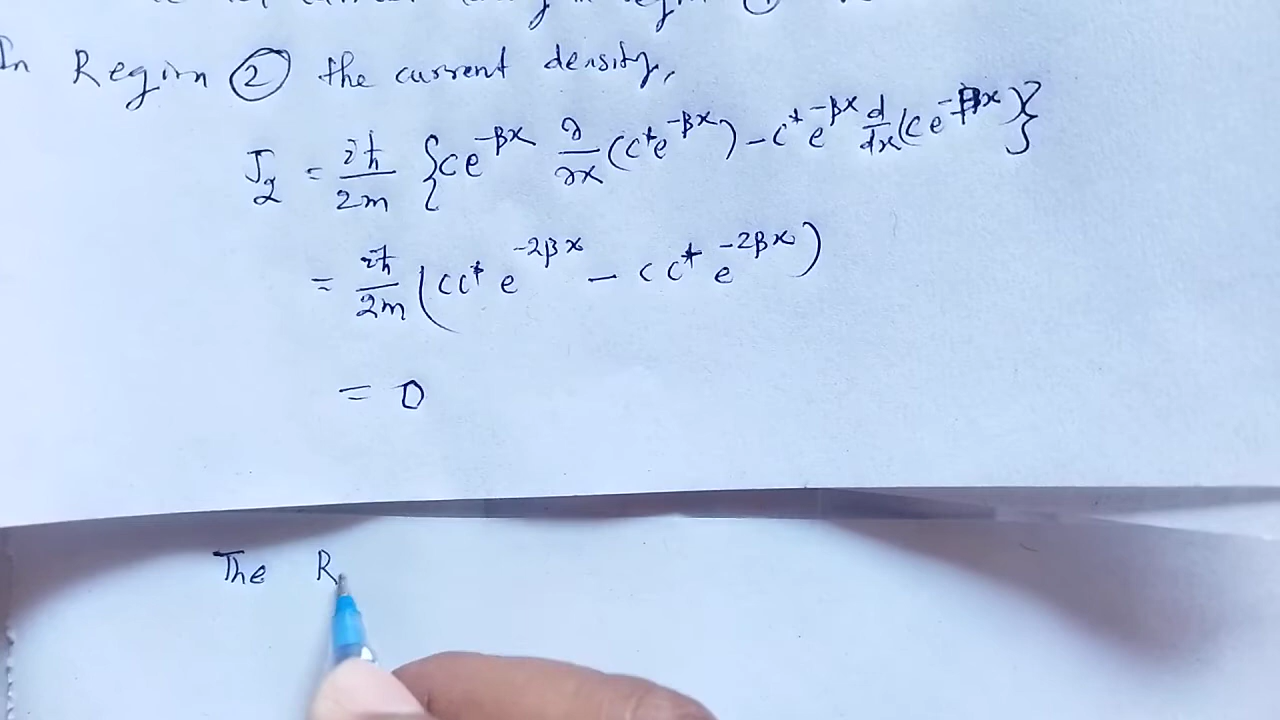 In Region ② the current density,
J₂ = iħ/2m {ce^{-βx} ∂/∂x (c*e^{-βx}) - c*e^{-βx} d/dx (ce^{-βx})}
= iħ/2m (cc* e^{-2βx} - cc* e^{-2βx})
= 0
The R